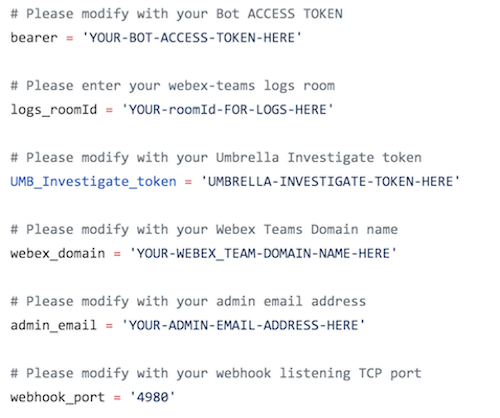 # Please modify with your Bot ACCESS TOKEN
bearer = 'YOUR-BOT-ACCESS-TOKEN-HERE'
# Please enter your webex-teams logs room
logs_roomId = 'YOUR-roomId-FOR-LOGS-HERE'
# Please modify with your Umbrella Investigate token
UMB_Investigate_token = 'UMBRELLA-INVESTIGATE-TOKEN-HERE'
# Please modify with your Webex Teams Domain name
webex_domain = 'YOUR-WEBEX_TEAM-DOMAIN-NAME-HERE'
# Please modify with your admin email address
admin_email = 'YOUR-ADMIN-EMAIL-ADDRESS-HERE'
# Please modify with your webhook listening TCP port
webhook_port = '4980'